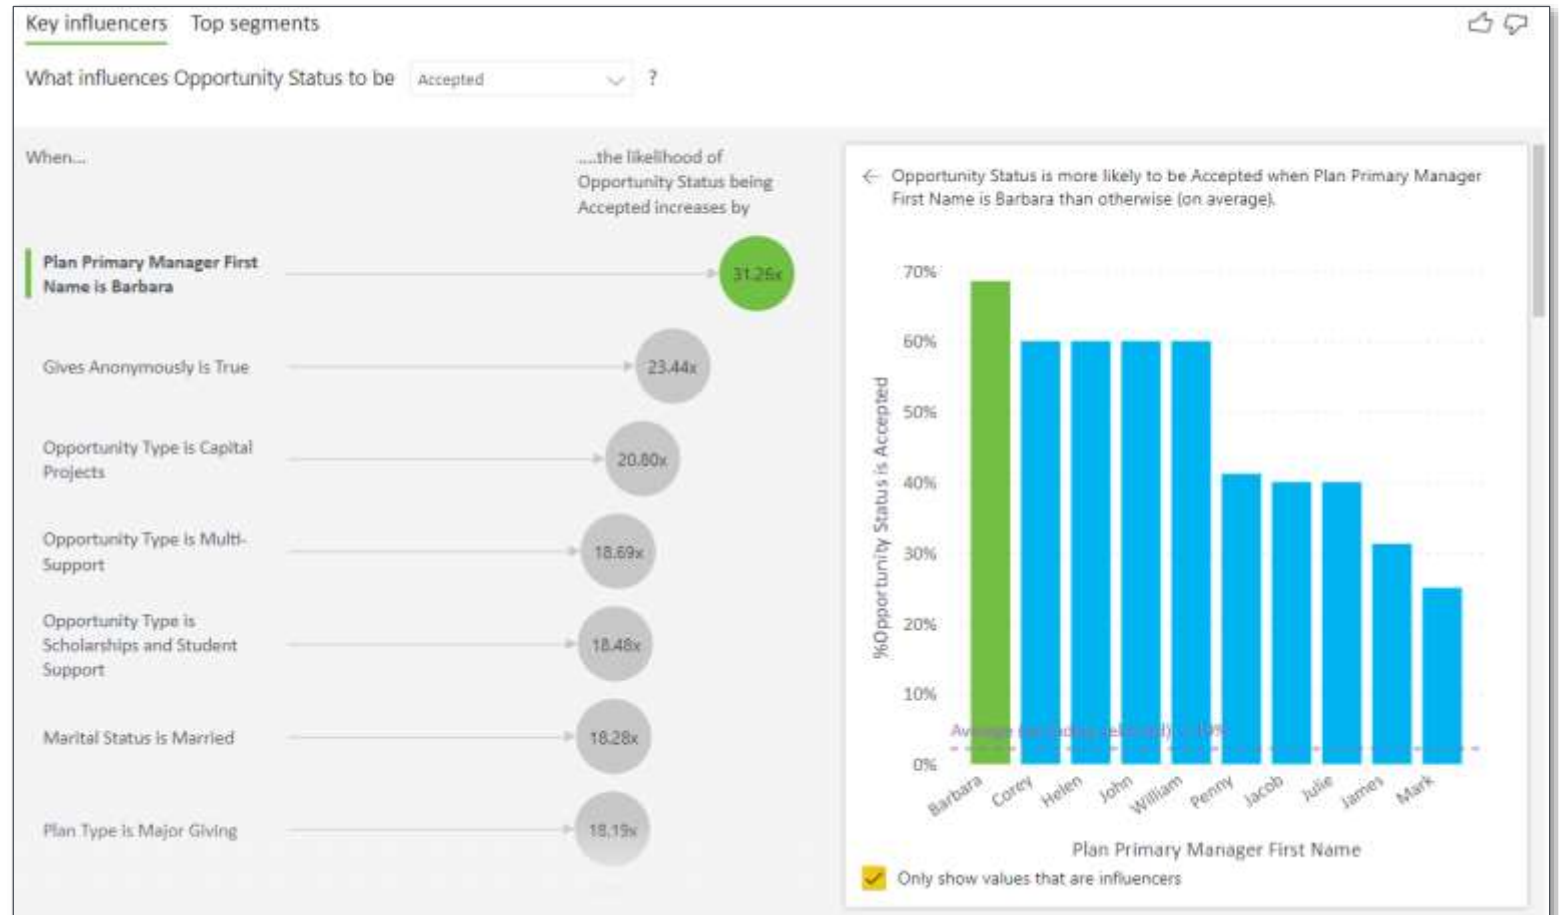 Key influencers Top segments
What influences Opportunity Status to be Accepted ?
When...
....the likelihood of
Opportunity Status being
Accepted increases by
Plan Primary Manager First
Name is Barbara
31.26x
Gives Anonymously is True
23.44x
Opportunity Type is Capital
Projects
20.80x
Opportunity Type is Multi-
Support
18.69x
Opportunity Type is
Scholarships and Student
Support
18.48x
Marital Status is Married
18.28x
Plan Type is Major Giving
18.19x
← Opportunity Status is more likely to be Accepted when Plan Primary Manager
First Name is Barbara than otherwise (on average).
%Opportunity Status is Accepted
70%
60%
50%
40%
30%
20%
10%
0%
Average
Barbara
Corey
Helen
John
William
Penny
Jacob
Julie
James
Mark
Plan Primary Manager First Name
Only show values that are influencers